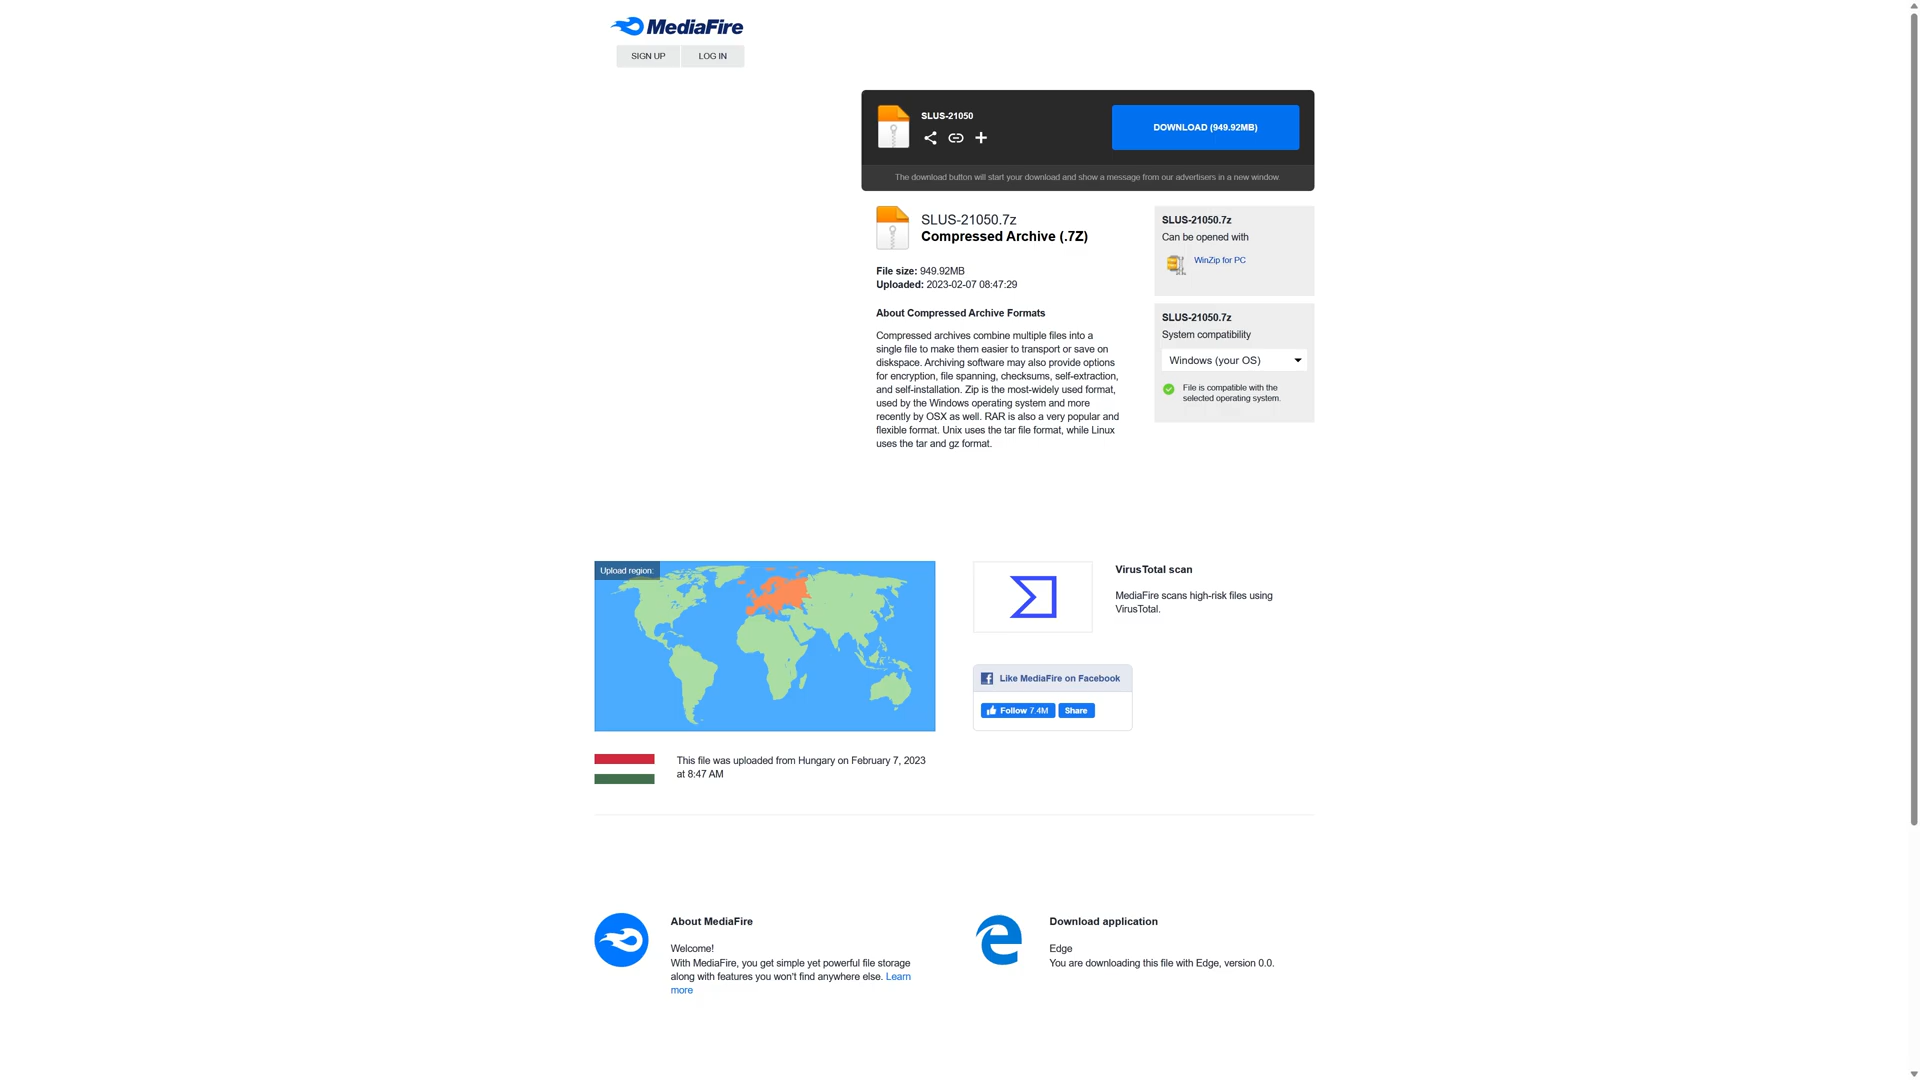 MediaFire
SIGN UP
LOG IN
SLUS-21050
DOWNLOAD (949.92MB)
The download button will start your download and show a message from our advertisers in a new window.
SLUS-21050.7z
Compressed Archive (.7Z)
File size: 949.92MB
Uploaded: 2023-02-07 08:47:29
About Compressed Archive Formats
Compressed archives combine multiple files into a
single file to make them easier to transport or save on
diskspace. Archiving software may also provide options
for encryption, file spanning, checksums, self-extraction,
and self-installation. Zip is the most-widely used format,
used by the Windows operating system and more
recently by OSX as well. RAR is also a very popular and
flexible format. Unix uses the tar file format, while Linux
uses the tar and gz format.
SLUS-21050.7z
Can be opened with
WinZip for PC
SLUS-21050.7z
System compatibility
Windows (your OS)
File is compatible with the
selected operating system.
Upload region:
This file was uploaded from Hungary on February 7, 2023
at 8:47 AM
VirusTotal scan
MediaFire scans high-risk files using
VirusTotal.
Like MediaFire on Facebook
Follow 7.4M
Share
About MediaFire
Welcome!
With MediaFire, you get simple yet powerful file storage
along with features you won't find anywhere else. Learn
more
Download application
Edge
You are downloading this file with Edge, version 0.0.